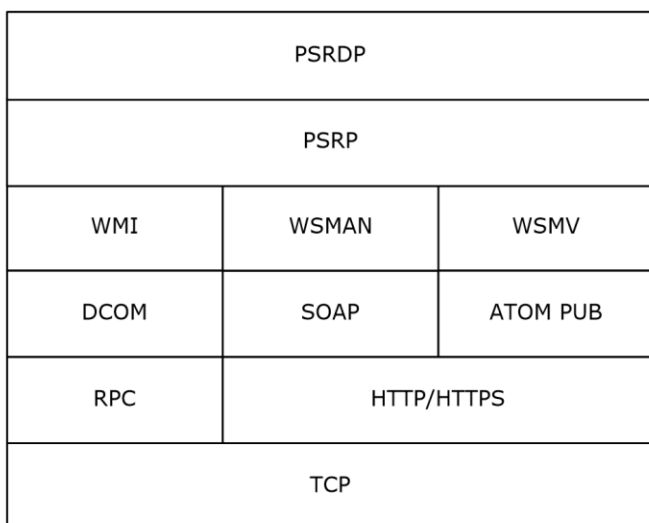 PSRDP
PSRP
WMI WSMAN WSMV
DCOM SOAP ATOM PUB
RPC HTTP/HTTPS
TCP